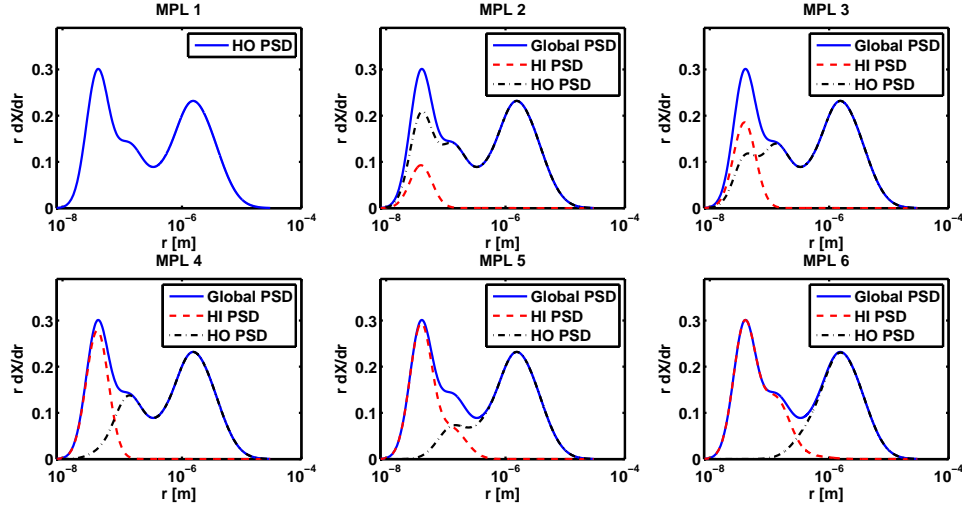 MPL 1
HO PSD
r dX/dr
0.3
0.2
0.1
0
10⁻⁸
10⁻⁶
10⁻⁴
r [m]
MPL 2
Global PSD
HI PSD
HO PSD
r dX/dr
0.3
0.2
0.1
0
10⁻⁸
10⁻⁶
10⁻⁴
r [m]
MPL 3
Global PSD
HI PSD
HO PSD
r dX/dr
0.3
0.2
0.1
0
10⁻⁸
10⁻⁶
10⁻⁴
r [m]
MPL 4
Global PSD
HI PSD
HO PSD
r dX/dr
0.3
0.2
0.1
0
10⁻⁸
10⁻⁶
10⁻⁴
r [m]
MPL 5
Global PSD
HI PSD
HO PSD
r dX/dr
0.3
0.2
0.1
0
10⁻⁸
10⁻⁶
10⁻⁴
r [m]
MPL 6
Global PSD
HI PSD
HO PSD
r dX/dr
0.3
0.2
0.1
0
10⁻⁸
10⁻⁶
10⁻⁴
r [m]